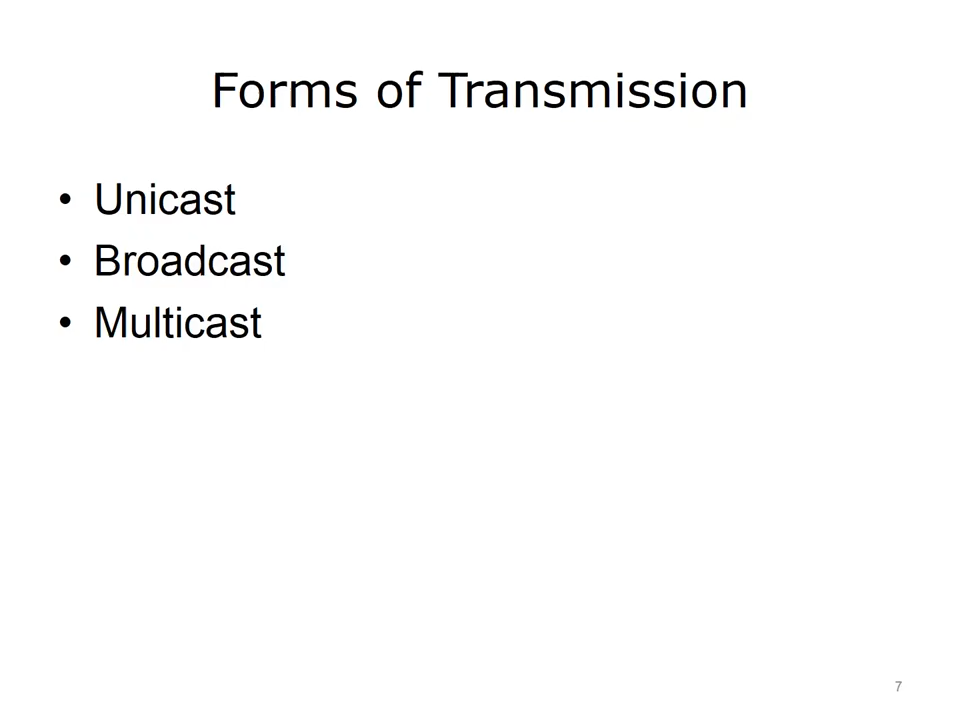 Forms of Transmission
• Unicast
• Broadcast
• Multicast
7